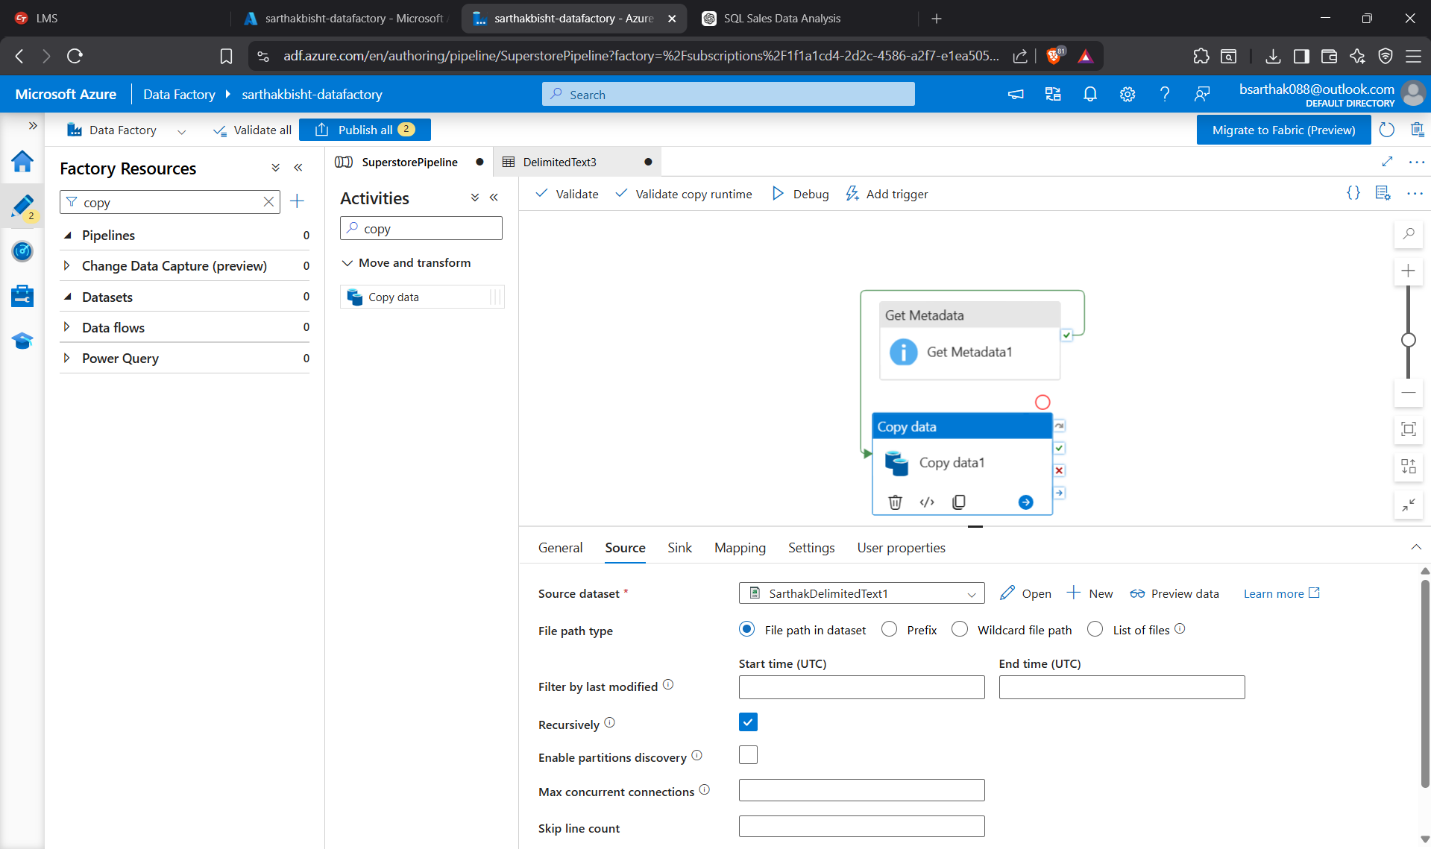 LMS
sarthakbisht-datafactory - Microsoft
sarthakbisht-datafactory - Azure
SQL Sales Data Analysis
adf.azure.com/en/authoring/pipeline/SuperstorePipeline?factory=%2Fsubscriptions%2F1f1a1cd4-2d2c-4586-a2f7-e1ea505...
Microsoft Azure
Data Factory
sarthakbisht-datafactory
Search
bsarthak088@outlook.com
DEFAULT DIRECTORY
Data Factory
Validate all
Publish all 2
Migrate to Fabric (Preview)
2
Factory Resources
copy
Pipelines 0
Change Data Capture (preview) 0
Datasets 0
Data flows 0
Power Query 0
SuperstorePipeline
DelimitedText3
Activities
copy
Move and transform
Copy data
Validate
Validate copy runtime
Debug
Add trigger
Get Metadata
Get Metadata1
Copy data
Copy data1
General
Source
Sink
Mapping
Settings
User properties
Source dataset *
SarthakDelimitedText1
Open
New
Preview data
Learn more
File path type
File path in dataset
Prefix
Wildcard file path
List of files
Start time (UTC)
End time (UTC)
Filter by last modified
Recursively
Enable partitions discovery
Max concurrent connections
Skip line count